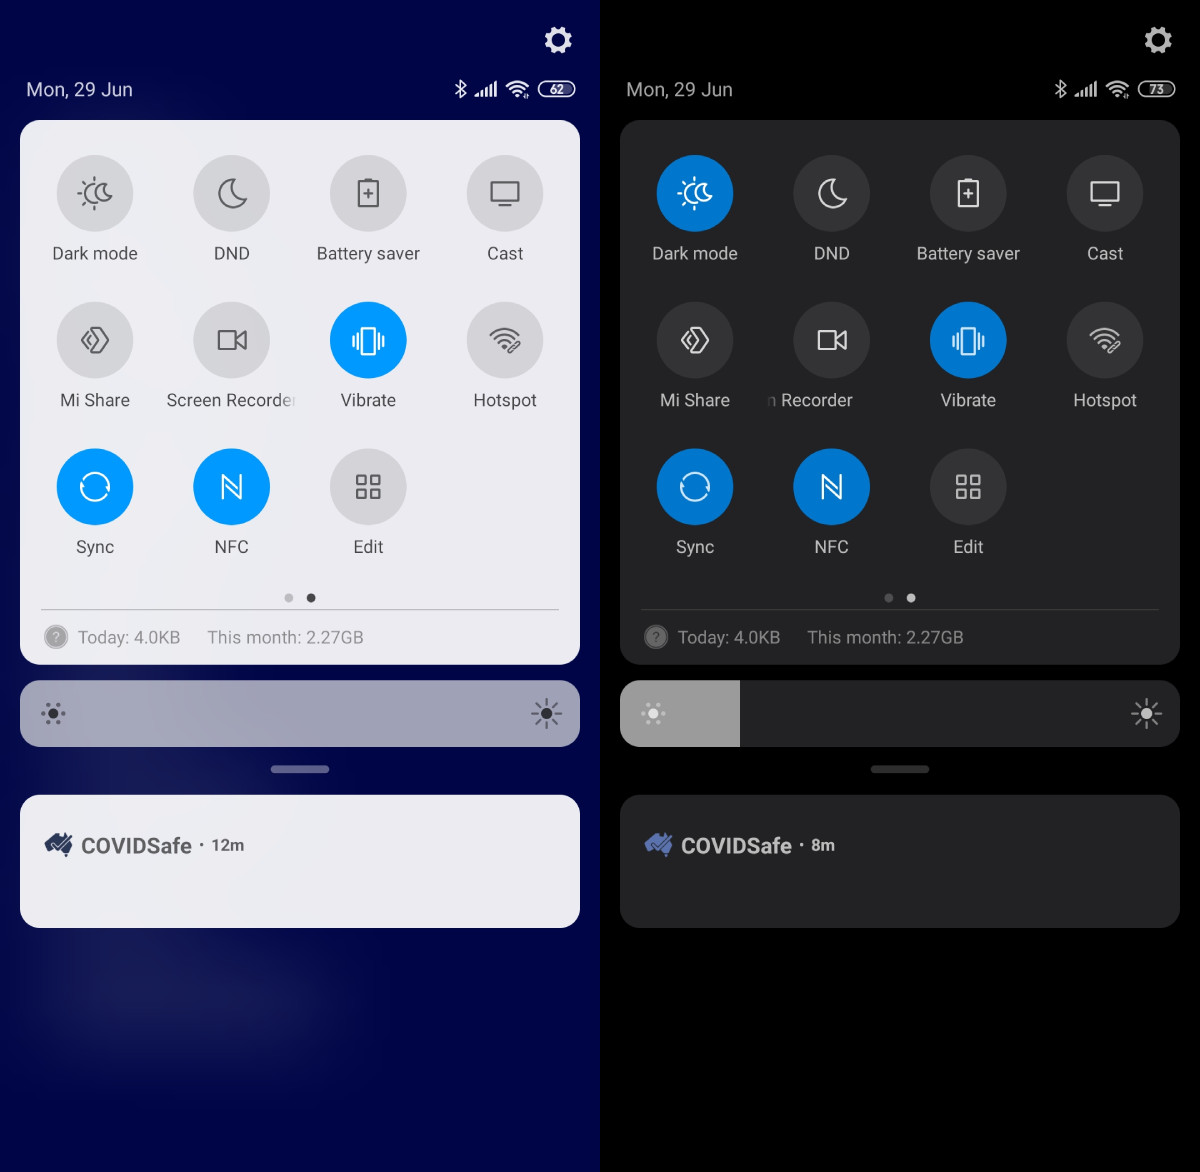 Mon, 29 Jun 62
Dark mode DND Battery saver Cast
Mi Share Screen Recorder Vibrate Hotspot
Sync NFC Edit
? Today: 4.0KB This month: 2.27GB
COVIDSafe · 12m
Mon, 29 Jun 73
Dark mode DND Battery saver Cast
Mi Share n Recorder Vibrate Hotspot
Sync NFC Edit
? Today: 4.0KB This month: 2.27GB
COVIDSafe · 8m